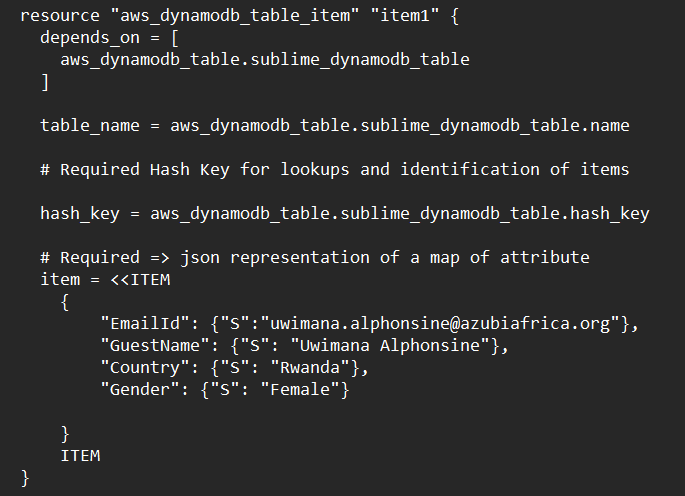 resource "aws_dynamodb_table_item" "item1" {
  depends_on = [
    aws_dynamodb_table.sublime_dynamodb_table
  ]
  table_name = aws_dynamodb_table.sublime_dynamodb_table.name
  # Required Hash Key for lookups and identification of items
  hash_key = aws_dynamodb_table.sublime_dynamodb_table.hash_key
  # Required => json representation of a map of attribute
  item = <<ITEM
    {
        "EmailId": {"S":"uwimana.alphonsine@azubiafrica.org"},
        "GuestName": {"S": "Uwimana Alphonsine"},
        "Country": {"S": "Rwanda"},
        "Gender": {"S": "Female"}
    }
    ITEM
}